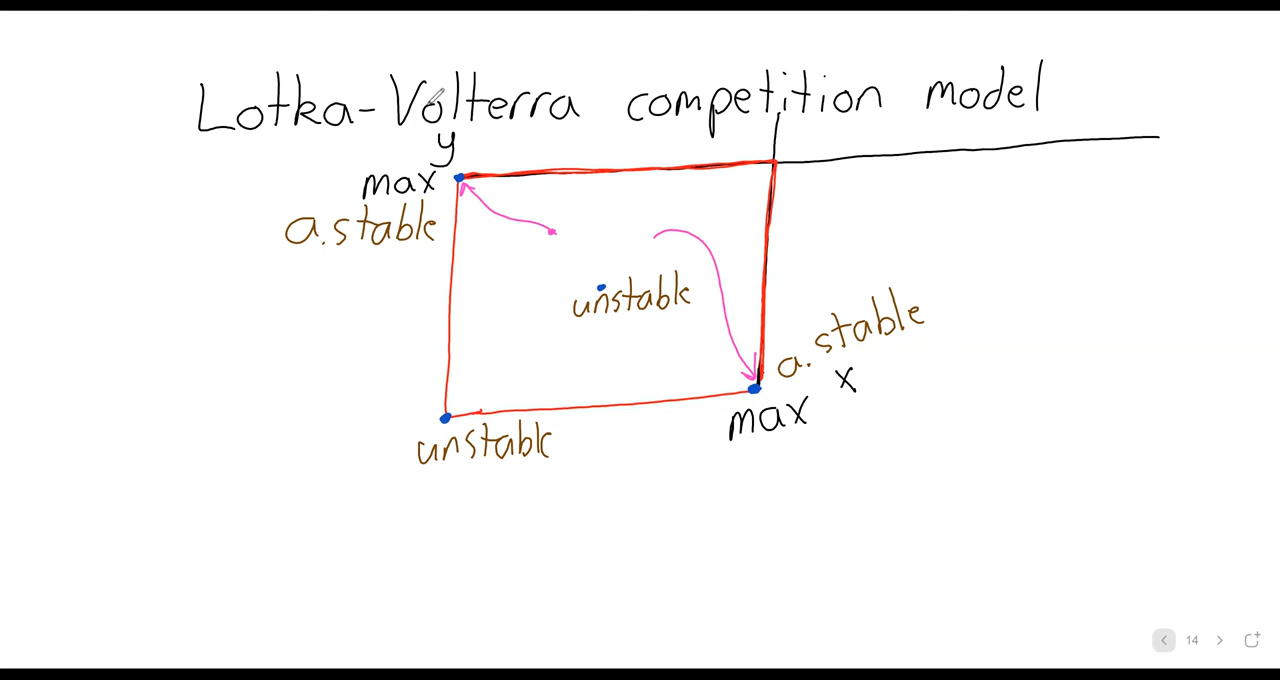 Lotka-Volterra competition model
y
max
a.stable
unstable
a. stable
x
max
unstable
14